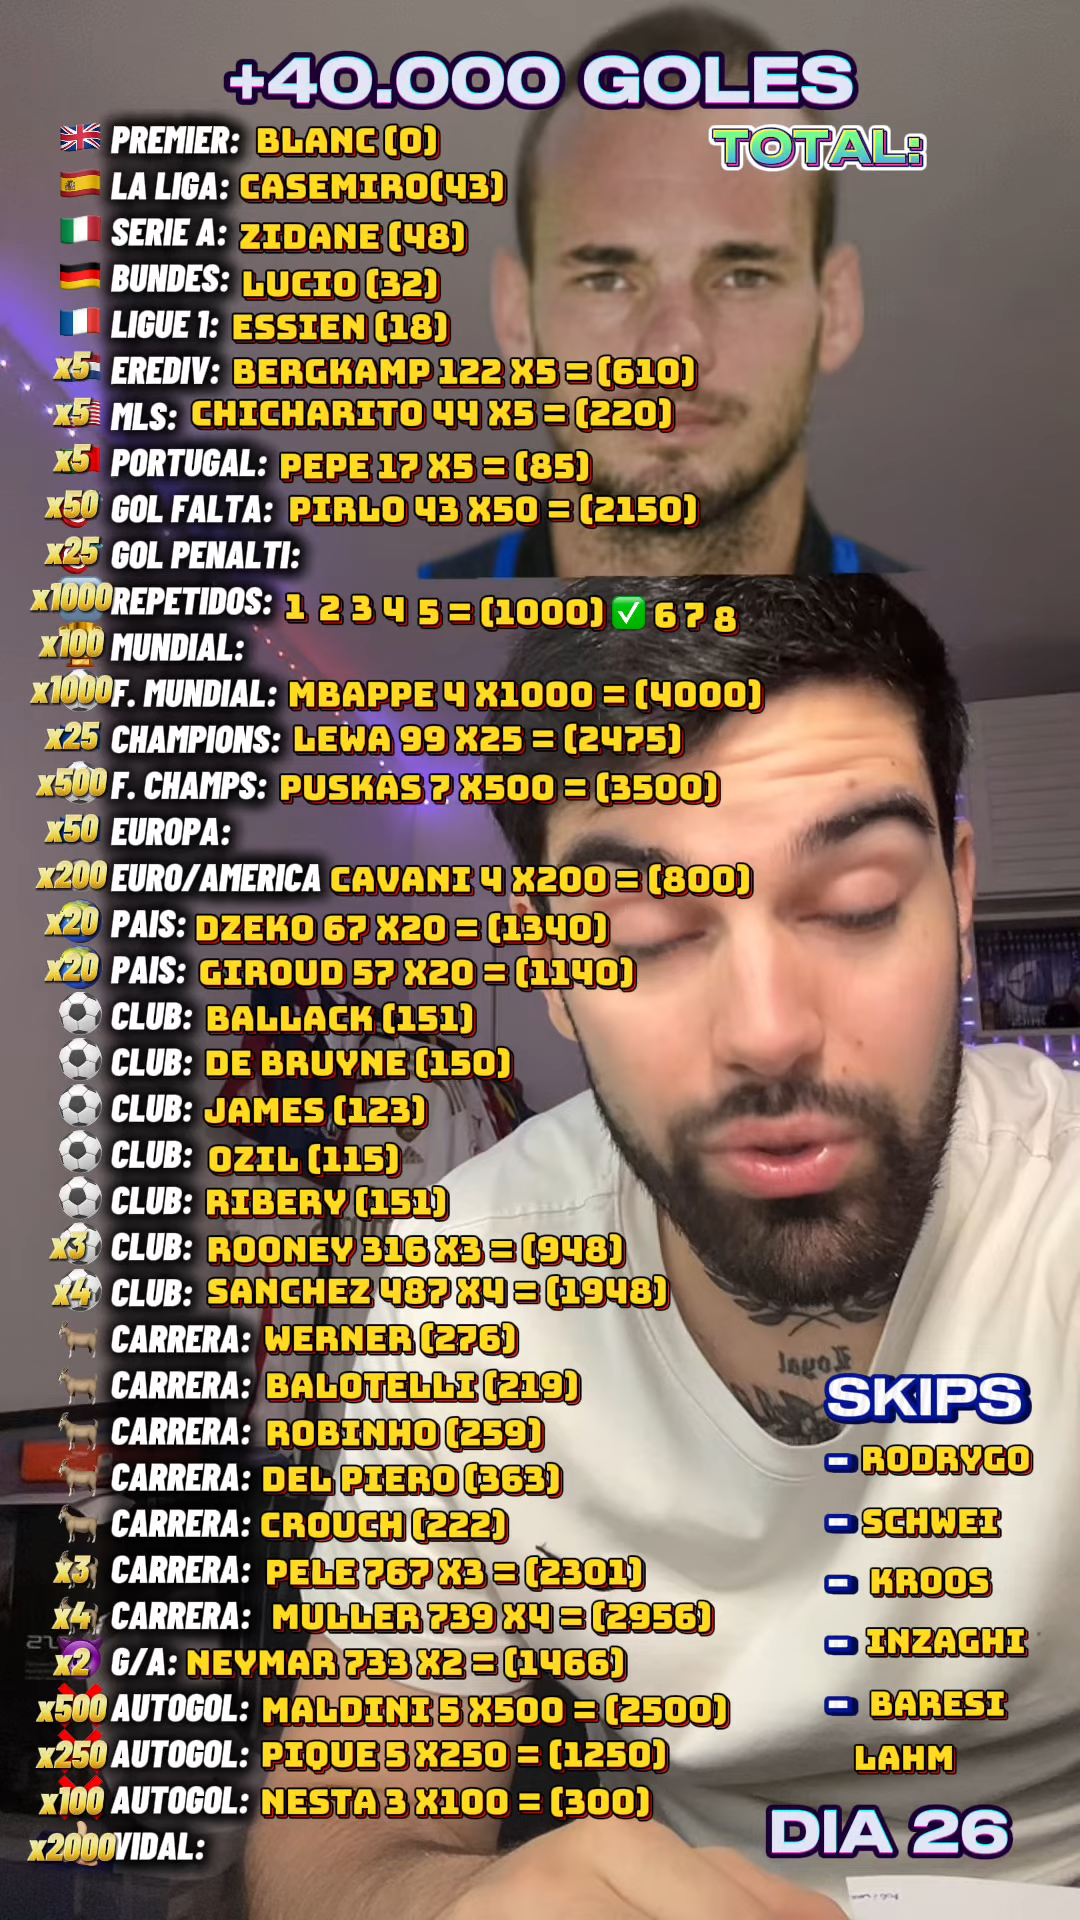 +40.000 GOLES
TOTAL:
PREMIER: BLANC (0)
LA LIGA: CASEMIRO(43)
SERIE A: ZIDANE (48)
BUNDES: LUCIO (32)
LIGUE 1: ESSIEN (18)
x5 EREDIV: BERGKAMP 122 X5 = (610)
x5 MLS: CHICHARITO 44 X5 = (220)
x5 PORTUGAL: PEPE 17 X5 = (85)
x50 GOL FALTA: PIRLO 43 X50 = (2150)
x25 GOL PENALTI:
x1000 REPETIDOS: 1 2 3 4 5 = (1000) ✅ 6 7 8
x100 MUNDIAL:
x1000 F. MUNDIAL: MBAPPE 4 X1000 = (4000)
x25 CHAMPIONS: LEWA 99 X25 = (2475)
x500 F. CHAMPS: PUSKAS 7 X500 = (3500)
x50 EUROPA:
x200 EURO/AMERICA CAVANI 4 X200 = (800)
x20 PAIS: DZEKO 67 X20 = (1340)
x20 PAIS: GIROUD 57 X20 = (1140)
CLUB: BALLACK (151)
CLUB: DE BRUYNE (150)
CLUB: JAMES (123)
CLUB: OZIL (115)
CLUB: RIBERY (151)
x3 CLUB: ROONEY 316 X3 = (948)
x4 CLUB: SANCHEZ 487 X4 = (1948)
CARRERA: WERNER (276)
CARRERA: BALOTELLI (219)
CARRERA: ROBINHO (259)
CARRERA: DEL PIERO (363)
CARRERA: CROUCH (222)
x3 CARRERA: PELE 767 X3 = (2301)
x4 CARRERA: MULLER 739 X4 = (2956)
x2 G/A: NEYMAR 733 X2 = (1466)
x500 AUTOGOL: MALDINI 5 X500 = (2500)
x250 AUTOGOL: PIQUE 5 X250 = (1250)
x100 AUTOGOL: NESTA 3 X100 = (300)
x2000 VIDAL:
Loyal
SKIPS
- RODRYGO
- SCHWEI
- KROOS
- INZAGHI
- BARESI
LAHM
DIA 26